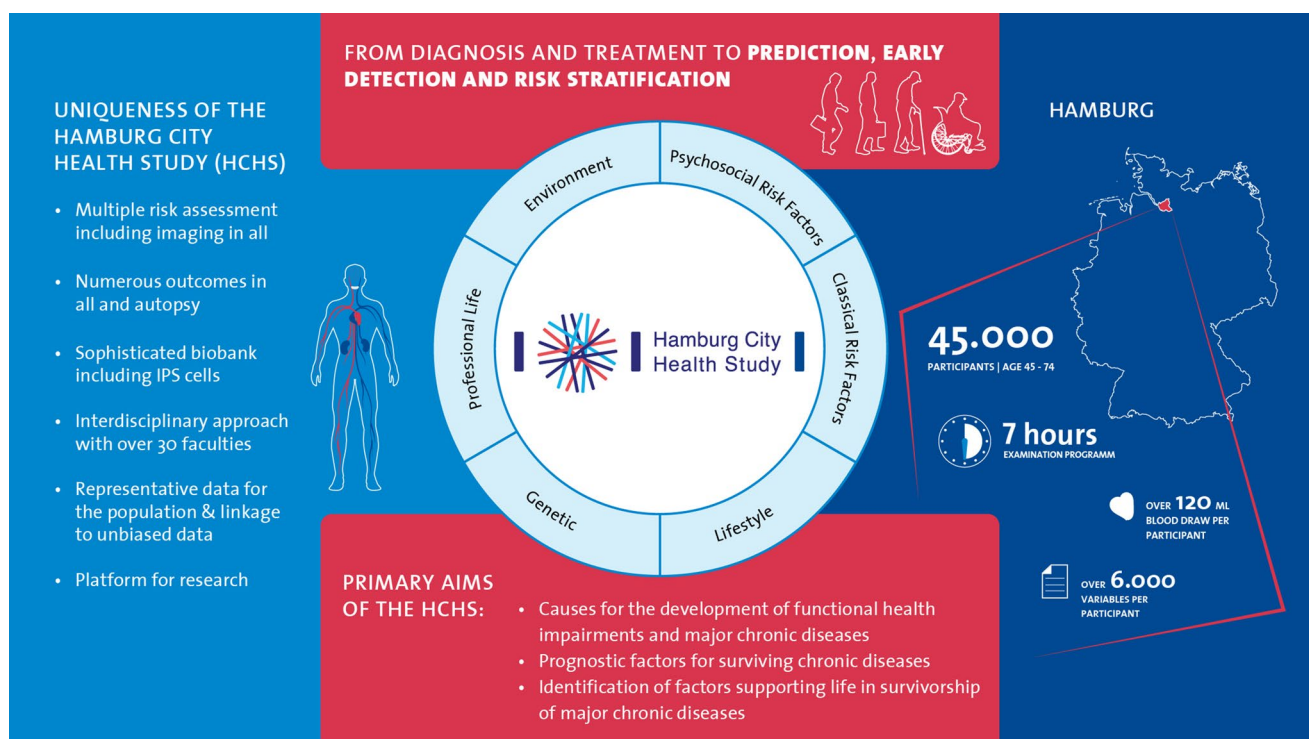 FROM DIAGNOSIS AND TREATMENT TO PREDICTION, EARLY
DETECTION AND RISK STRATIFICATION
UNIQUENESS OF THE
HAMBURG CITY
HEALTH STUDY (HCHS)
• Multiple risk assessment
including imaging in all
• Numerous outcomes in
all and autopsy
• Sophisticated biobank
including IPS cells
• Interdisciplinary approach
with over 30 faculties
• Representative data for
the population & linkage
to unbiased data
• Platform for research
Environment
Psychosocial Risk Factors
Classical Risk Factors
Lifestyle
Genetic
Professional Life
Hamburg City
Health Study
PRIMARY AIMS
OF THE HCHS:
• Causes for the development of functional health
impairments and major chronic diseases
• Prognostic factors for surviving chronic diseases
• Identification of factors supporting life in survivorship
of major chronic diseases
HAMBURG
45.000
PARTICIPANTS | AGE 45 - 74
7 hours
EXAMINATION PROGRAMM
OVER 120 ML
BLOOD DRAW PER
PARTICIPANT
OVER 6.000
VARIABLES PER
PARTICIPANT